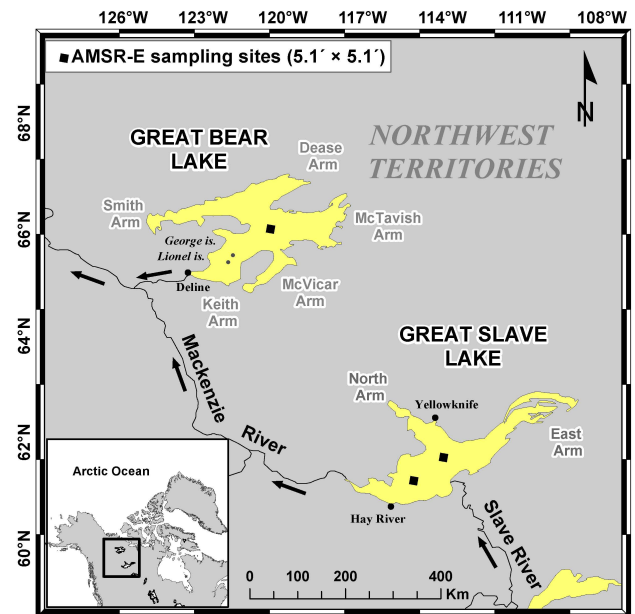 126°W 123°W 120°W 117°W 114°W 111°W 108°W
AMSR-E sampling sites (5.1´ × 5.1´)
N
68°N
66°N
64°N
62°N
60°N
NORTHWEST
TERRITORIES
GREAT BEAR
LAKE
Dease
Arm
Smith
Arm
McTavish
Arm
George is.
Lionel is.
Deline
McVicar
Arm
Keith
Arm
Mackenzie
River
GREAT SLAVE
LAKE
North
Arm
Yellowknife
East
Arm
Hay River
Slave River
Arctic Ocean
0 100 200 300 400
Km